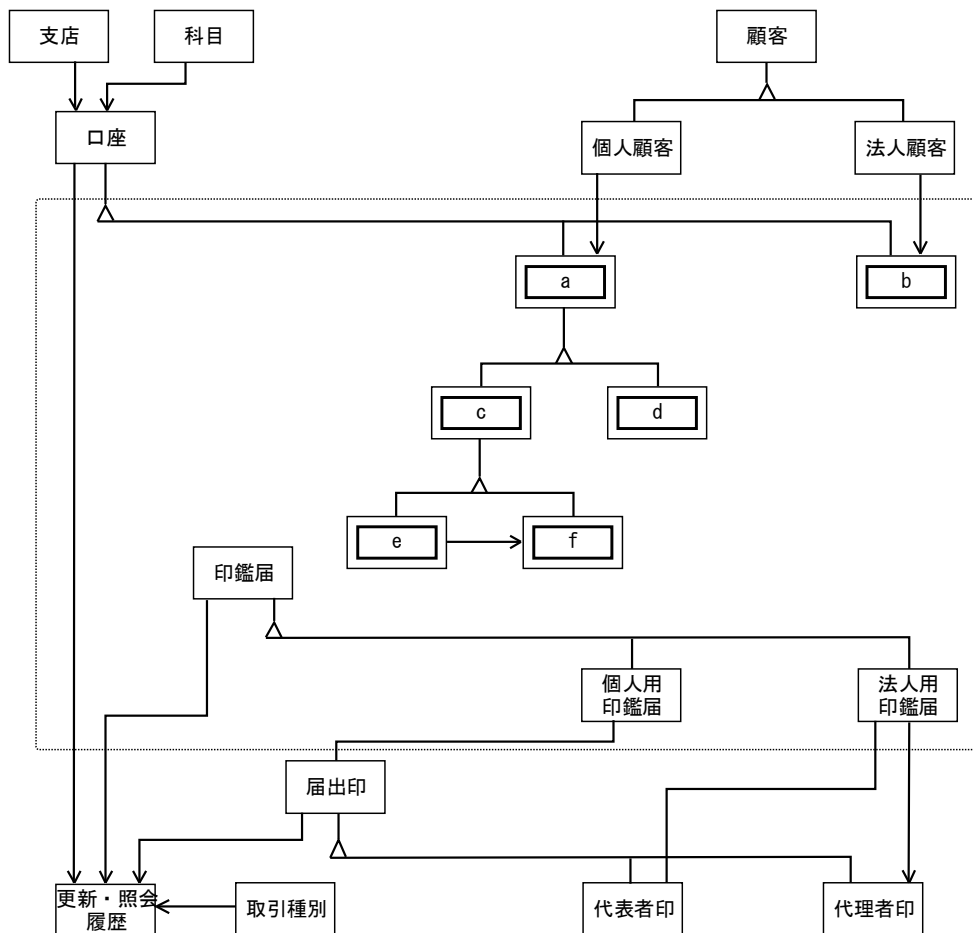 支店
科目
顧客
口座
個人顧客
法人顧客
a
b
c
d
e
f
印鑑届
個人用
印鑑届
法人用
印鑑届
届出印
更新・照会
履歴
取引種別
代表者印
代理者印